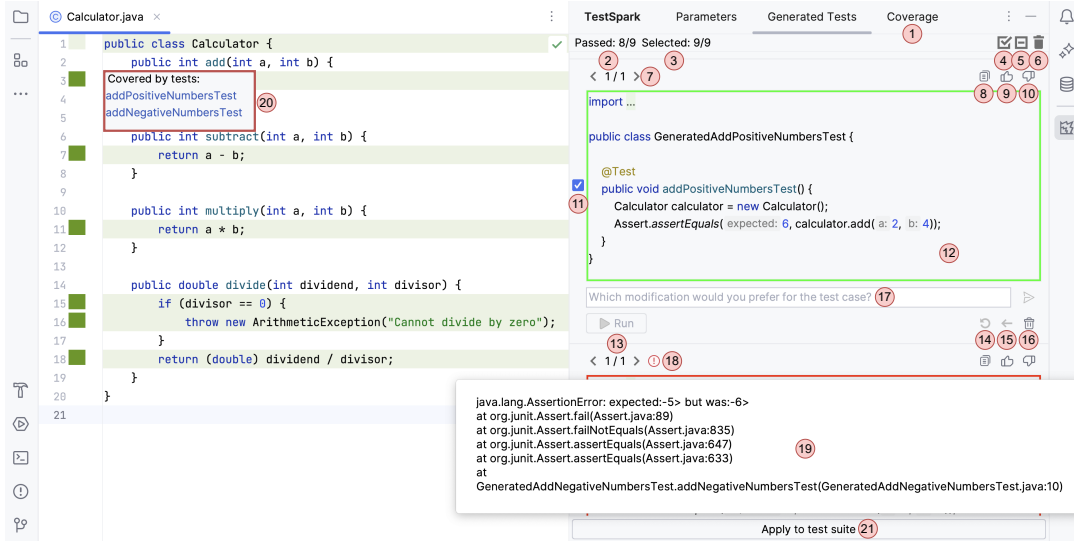 Calculator.java ×
1 public class Calculator {
2 public int add(int a, int b) {
3
4
5
Covered by tests:
addPositiveNumbersTest
addNegativeNumbersTest
20
6 public int subtract(int a, int b) {
7 return a - b;
8 }
9
10 public int multiply(int a, int b) {
11 return a * b;
12 }
13
14 public double divide(int dividend, int divisor) {
15 if (divisor == 0) {
16 throw new ArithmeticException("Cannot divide by zero");
17 }
18 return (double) dividend / divisor;
19 }
20 }
21
TestSpark Parameters Generated Tests Coverage
1
Passed: 8/9 Selected: 9/9
2 3 4 5 6
1 / 1 7
8 9 10
import ...
public class GeneratedAddPositiveNumbersTest {
@Test
public void addPositiveNumbersTest() {
11 Calculator calculator = new Calculator();
Assert.assertEquals( expected: 6, calculator.add( a: 2, b: 4));
}
12
}
Which modification would you prefer for the test case? 17
Run
13 14 15 16
1 / 1 18
java.lang.AssertionError: expected:-5> but was:-6>
at org.junit.Assert.fail(Assert.java:89)
at org.junit.Assert.failNotEquals(Assert.java:835)
at org.junit.Assert.assertEquals(Assert.java:647)
at org.junit.Assert.assertEquals(Assert.java:633)
at
GeneratedAddNegativeNumbersTest.addNegativeNumbersTest(GeneratedAddNegativeNumbersTest.java:10)
19
Apply to test suite 21